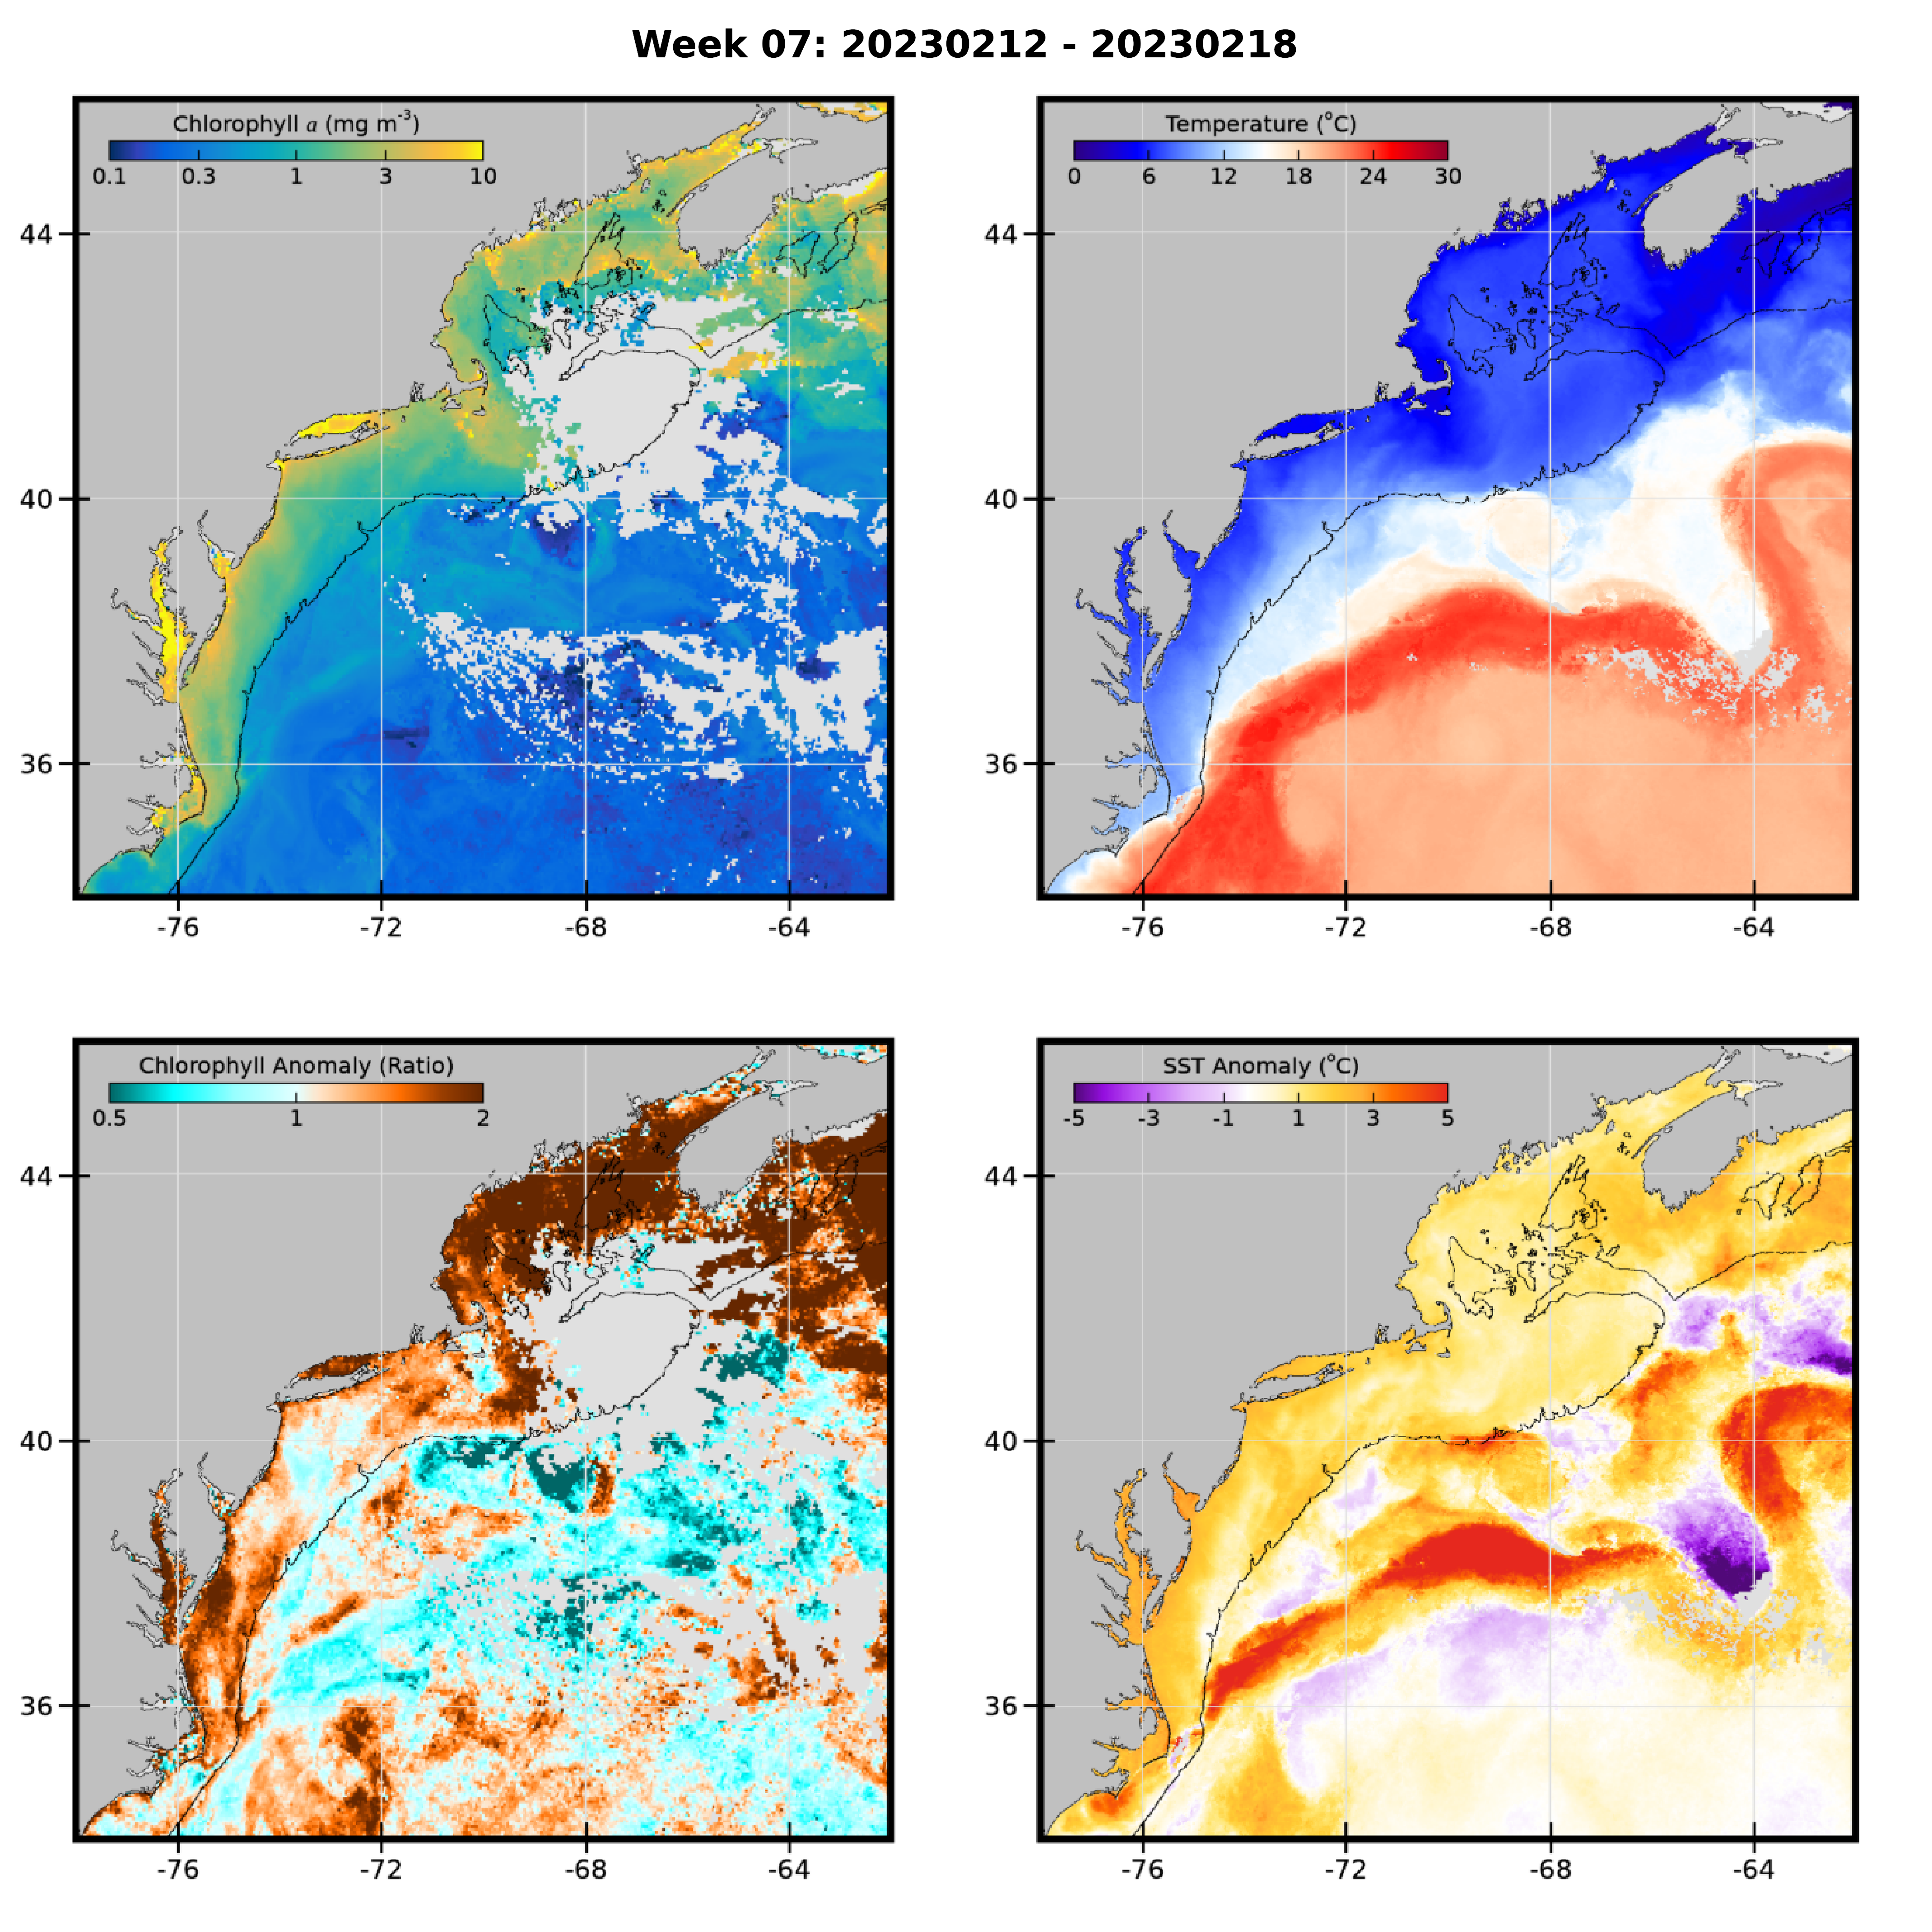 Week 07: 20230212 - 20230218
Chlorophyll a (mg m⁻³)
0.1 0.3 1 3 10
44
40
36
-76 -72 -68 -64
Temperature (°C)
0 6 12 18 24 30
44
40
36
-76 -72 -68 -64
Chlorophyll Anomaly (Ratio)
0.5 1 2
44
40
36
-76 -72 -68 -64
SST Anomaly (°C)
-5 -3 -1 1 3 5
44
40
36
-76 -72 -68 -64